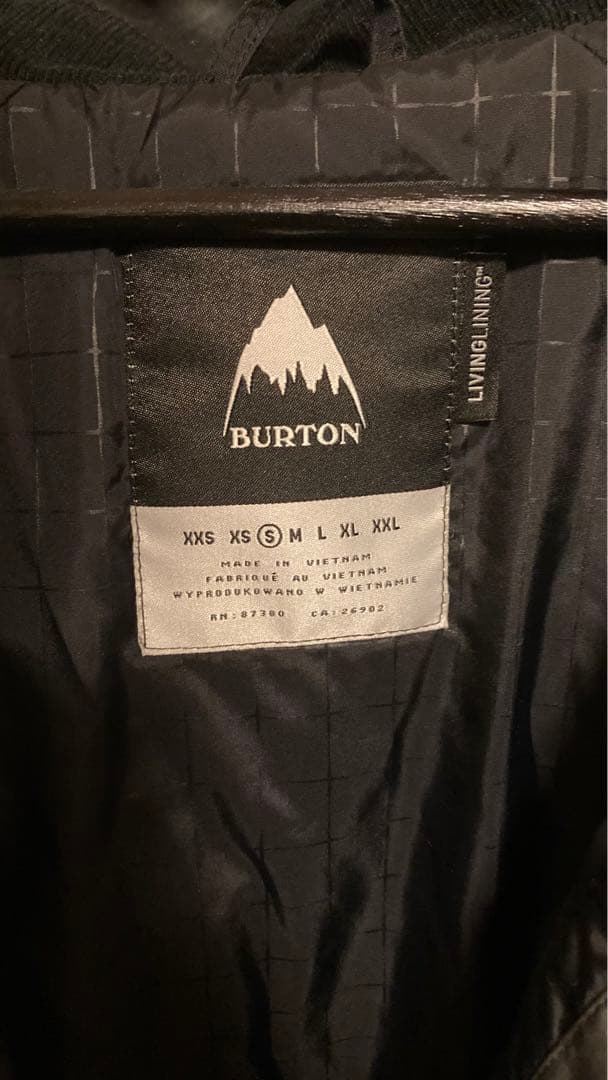 BURTON
LIVINGLINING™
XXS XS S M L XL XXL
MADE IN VIETNAM
FABRIQUÉ AU VIETNAM
WYPRODUKOWANO W WIETNAMIE
RN: 87380 CA: 26902